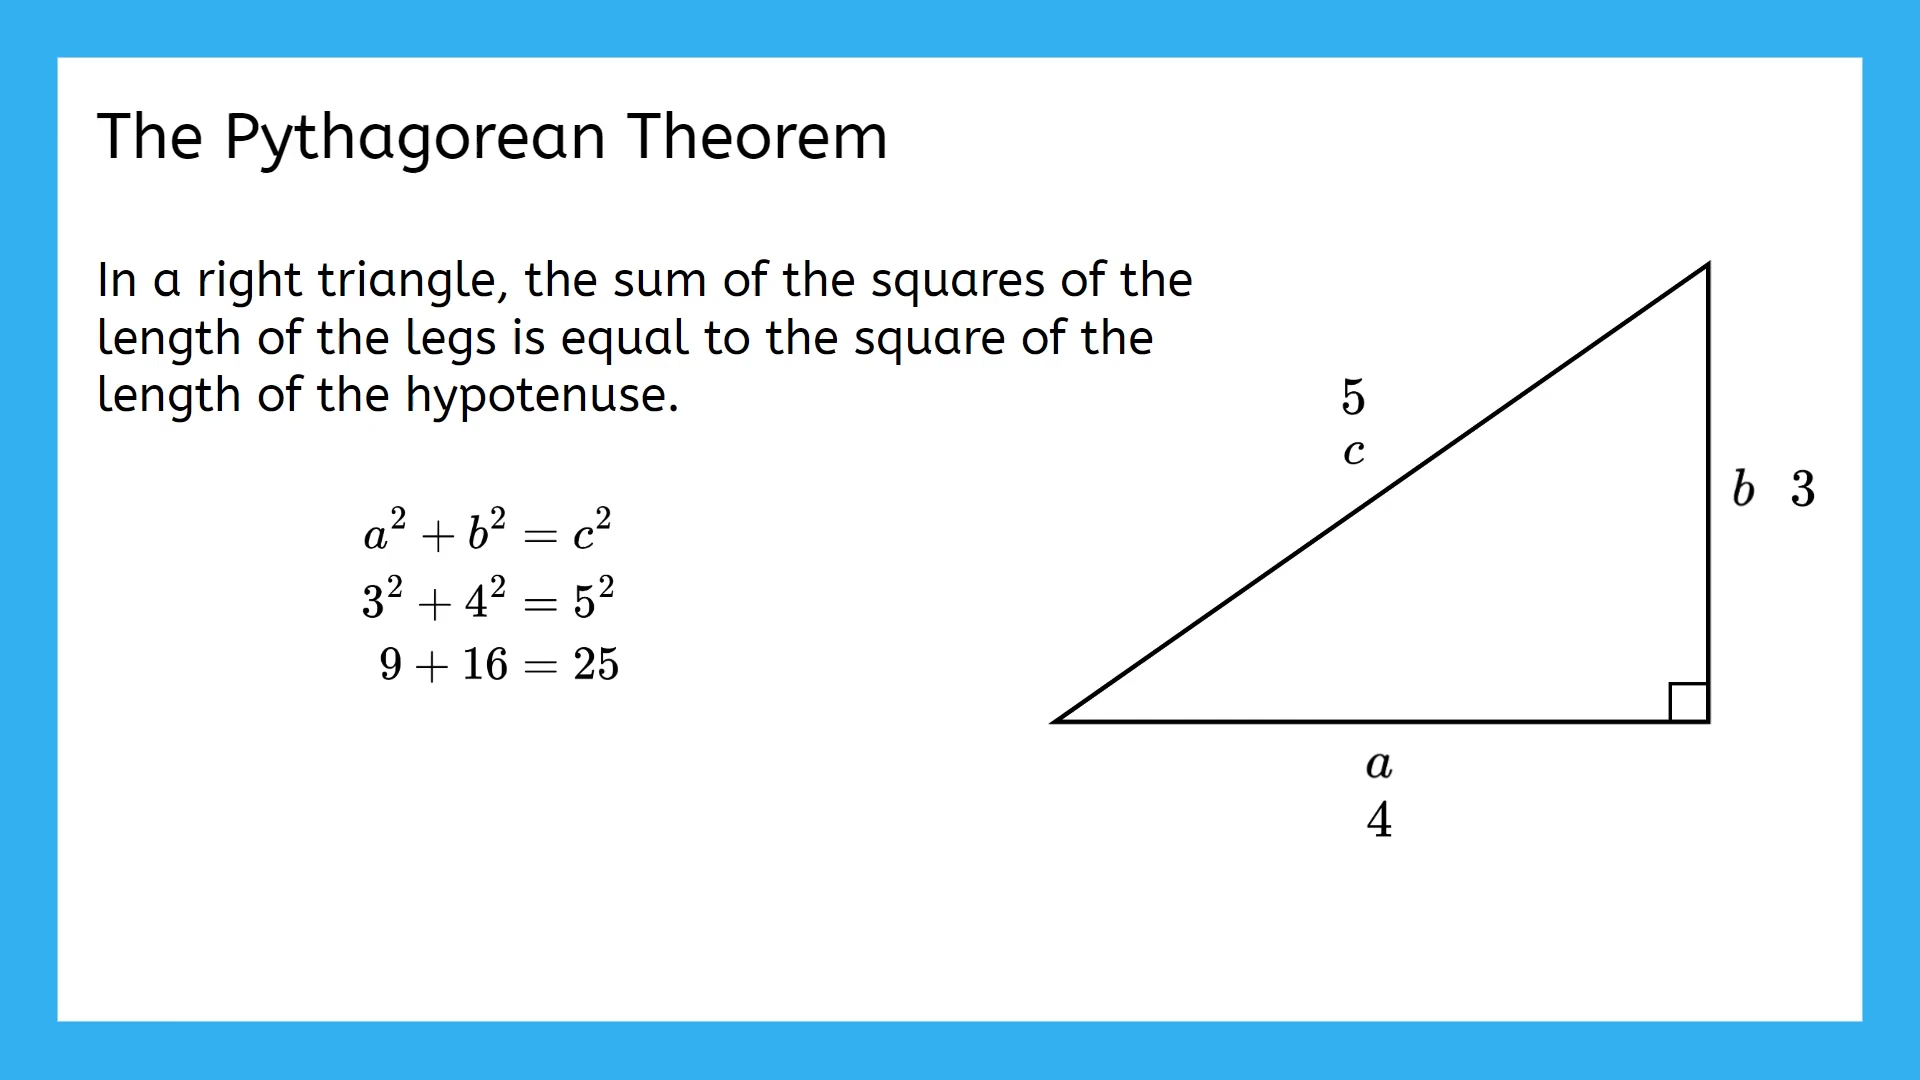 The Pythagorean Theorem
In a right triangle, the sum of the squares of the
length of the legs is equal to the square of the
length of the hypotenuse.
a² + b² = c²
3² + 4² = 5²
9 + 16 = 25
5
c
b 3
a
4